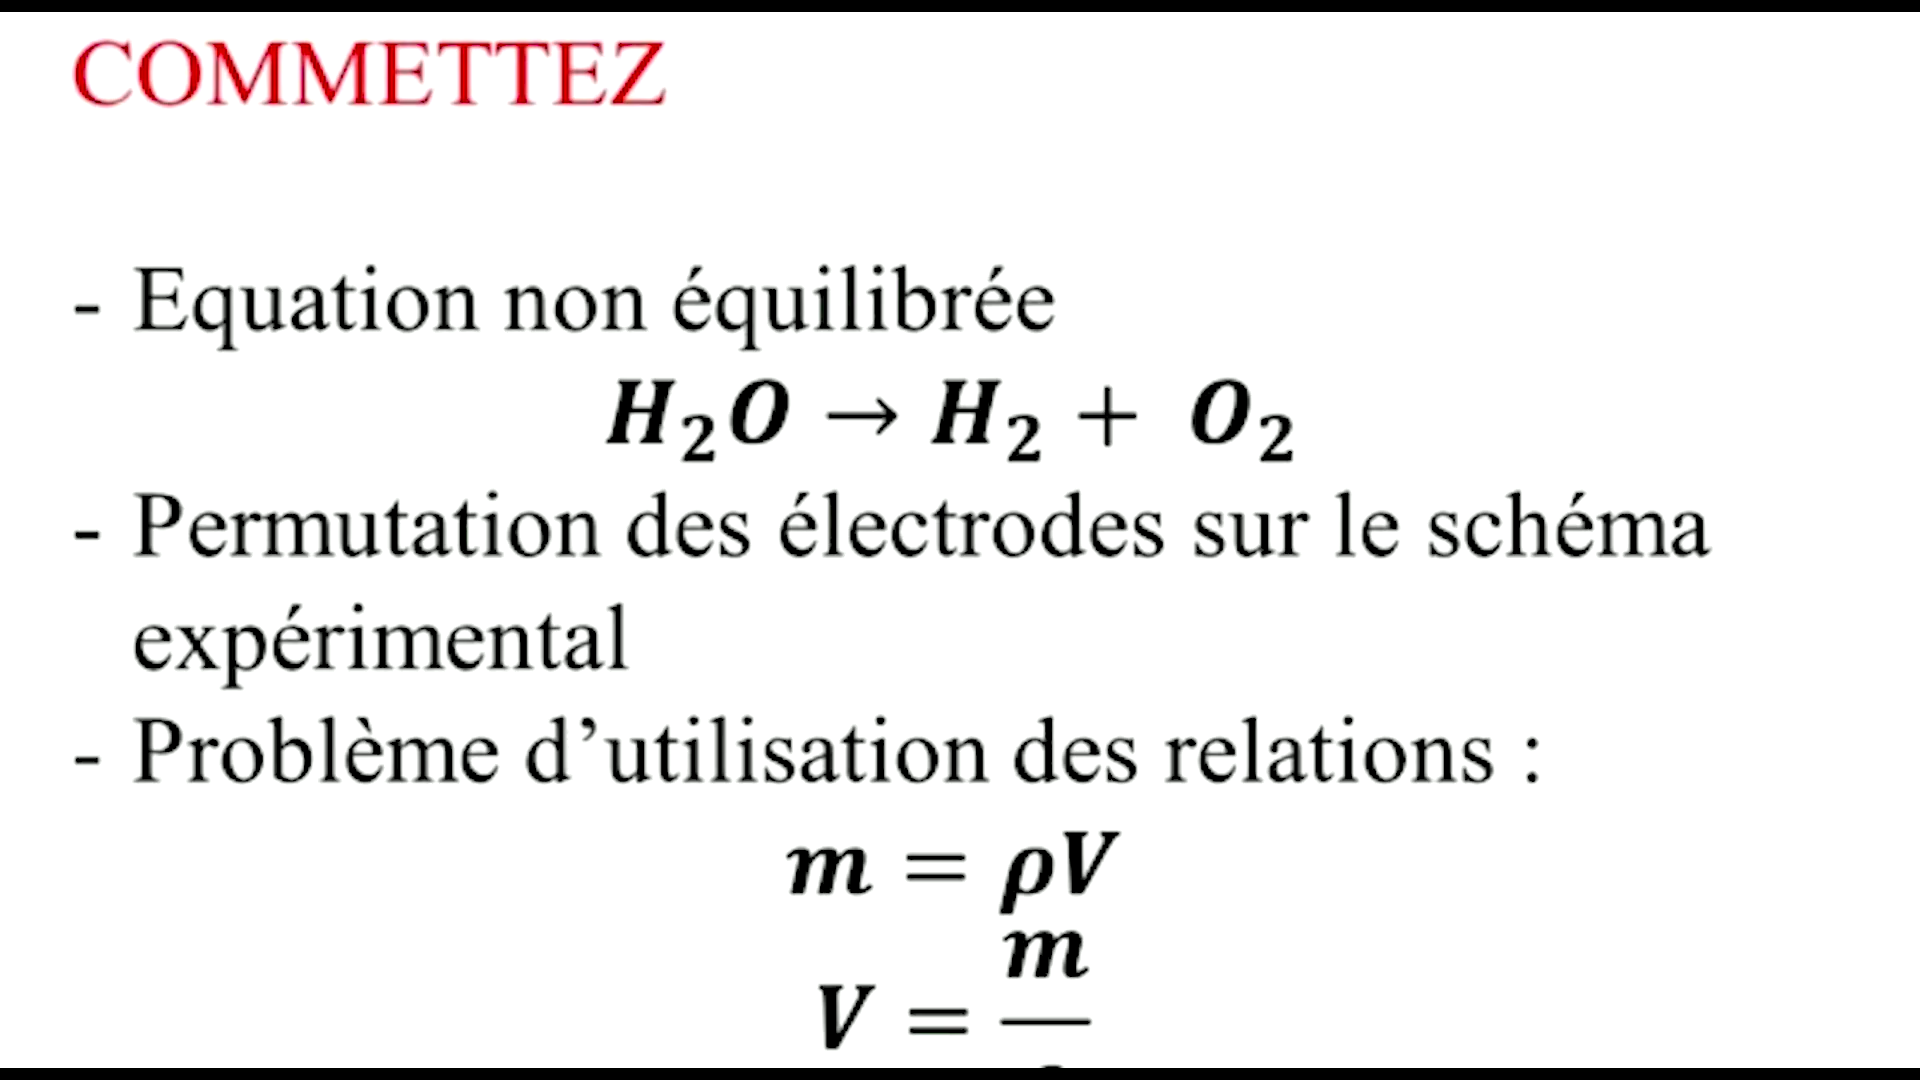 COMMETTEZ
- Equation non équilibrée
H₂O → H₂ + O₂
- Permutation des électrodes sur le schéma
expérimental
- Problème d’utilisation des relations :
m = ρV
V = m/